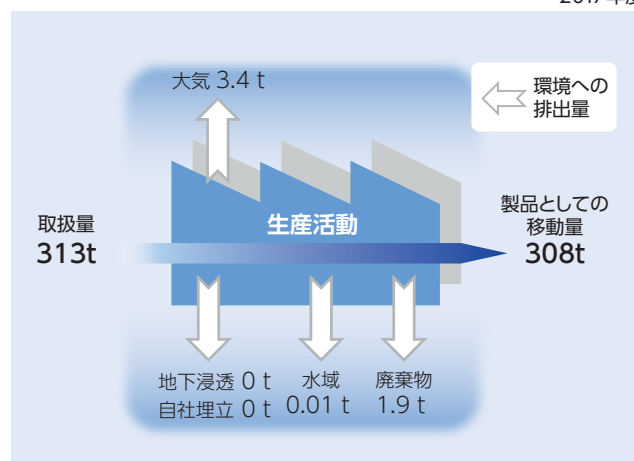 大気 3.4 t
環境への
排出量
取扱量
313t
生産活動
製品としての
移動量
308t
地下浸透 0 t
自社埋立 0 t
水域
0.01 t
廃棄物
1.9 t